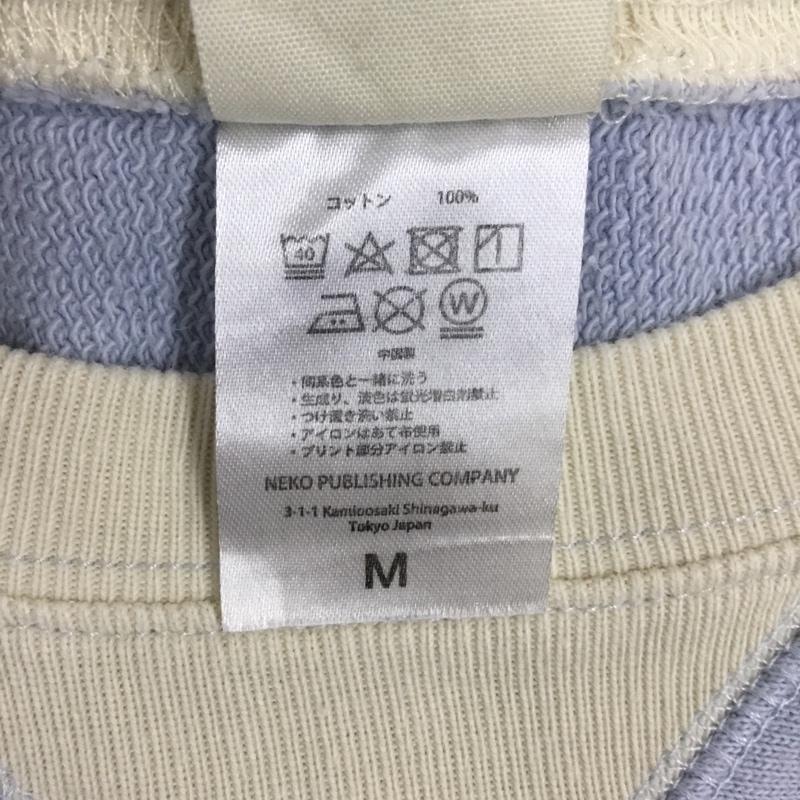 コットン 100%
40
W
中国製
・同系色と一緒に洗う
・生成り、淡色は蛍光増白剤禁止
・つけ置き洗い禁止
・アイロンはあて布使用
・プリント部分アイロン禁止
NEKO PUBLISHING COMPANY
3-1-1 Kamioosaki Shinagawa-ku
Tokyo Japan
M